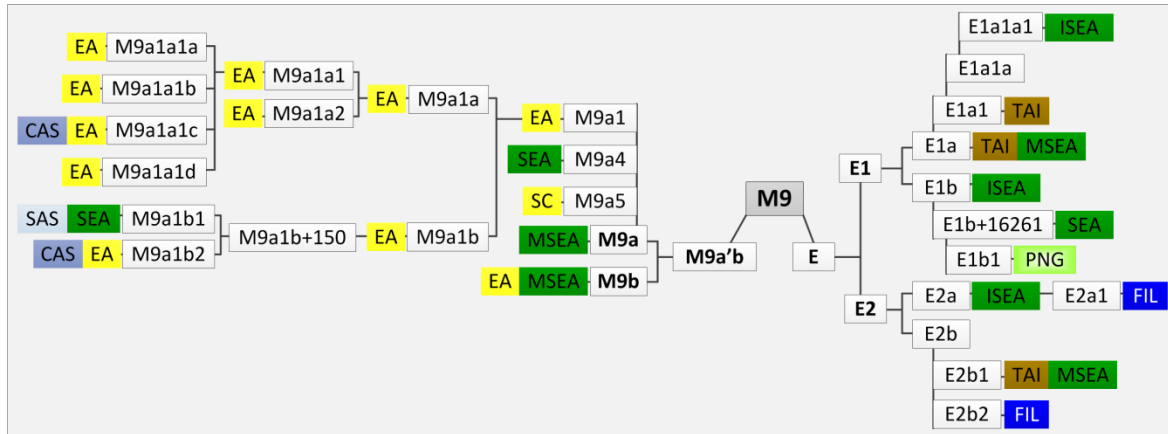 E1a1a1 ISEA
EA M9a1a1a
E1a1a
EA M9a1a1
EA M9a1a1b
EA M9a1a
E1a1 TAI
EA M9a1a2
EA M9a1
CAS EA M9a1a1c
E1a TAI MSEA
SEA M9a4
E1
EA M9a1a1d
E1b ISEA
M9
SC M9a5
SAS SEA M9a1b1
E1b+16261 SEA
M9a1b+150
EA M9a1b
MSEA M9a
CAS EA M9a1b2
M9a’b
E
E1b1 PNG
EA MSEA M9b
E2a ISEA E2a1 FIL
E2
E2b
E2b1 TAI MSEA
E2b2 FIL